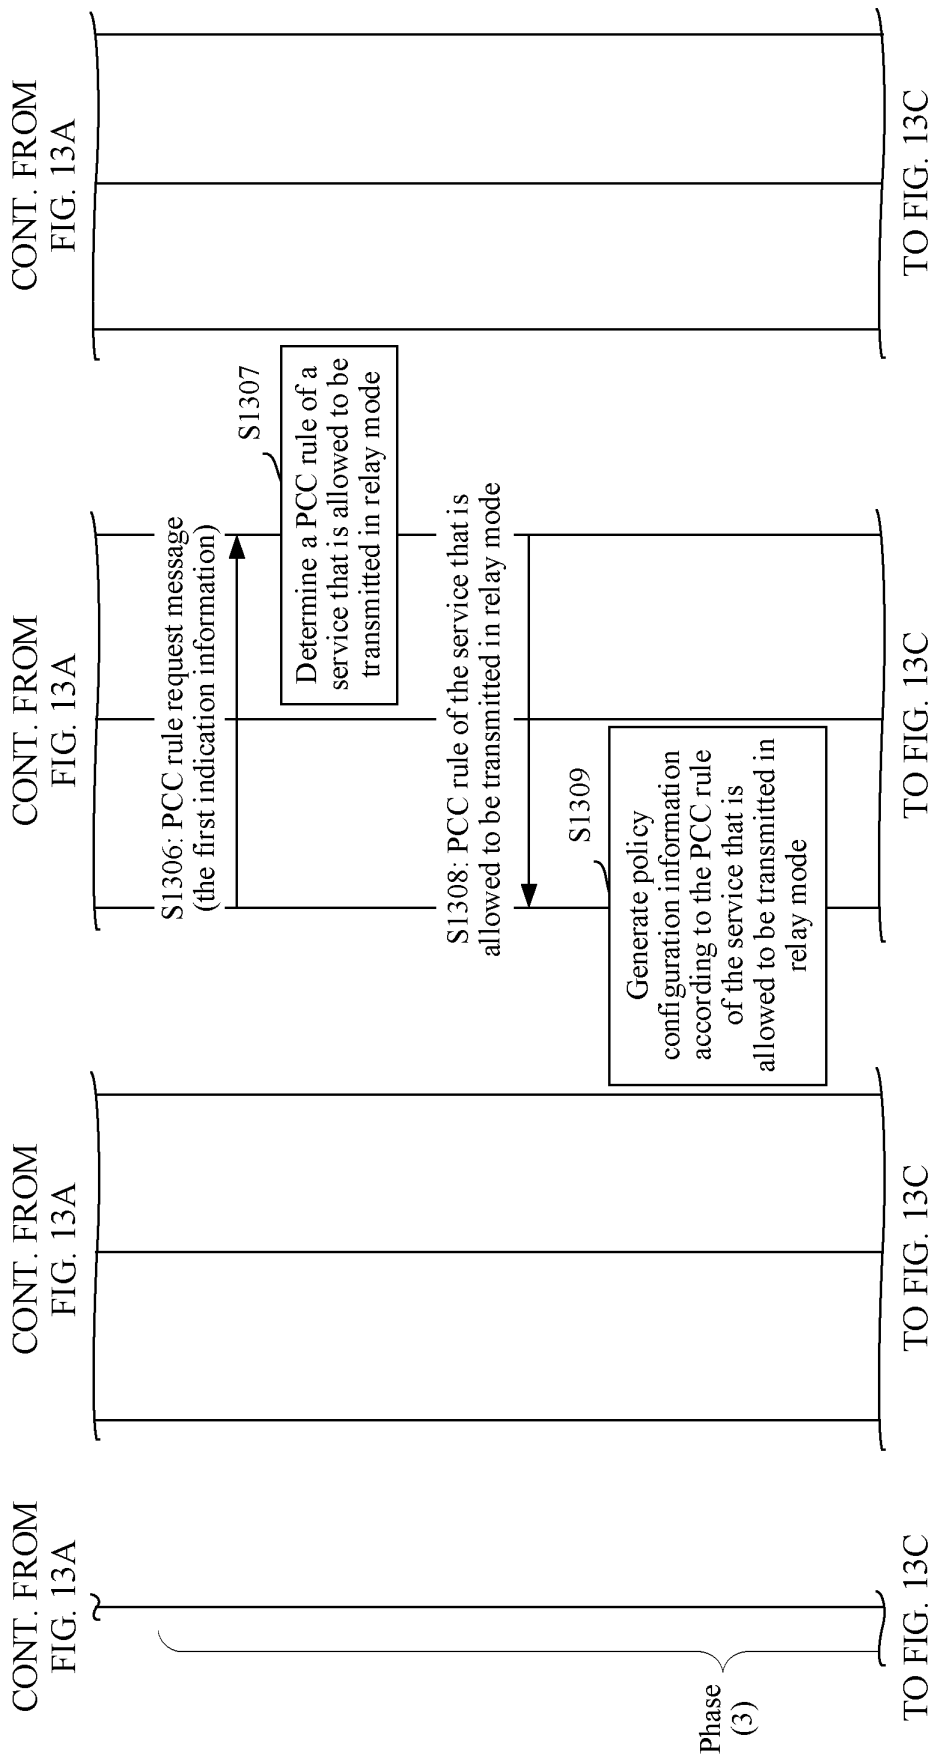 CONT. FROM
FIG. 13A
CONT. FROM
FIG. 13A
CONT. FROM
FIG. 13A
CONT. FROM
FIG. 13A
S1306: PCC rule request message
(the first indication information)
S1307
Determine a PCC rule of a
service that is allowed to be
transmitted in relay mode
S1308: PCC rule of the service that is
allowed to be transmitted in relay mode
S1309
Generate policy
configuration information
according to the PCC rule
of the service that is
allowed to be transmitted in
relay mode
Phase
(3)
TO FIG. 13C
TO FIG. 13C
TO FIG. 13C
TO FIG. 13C